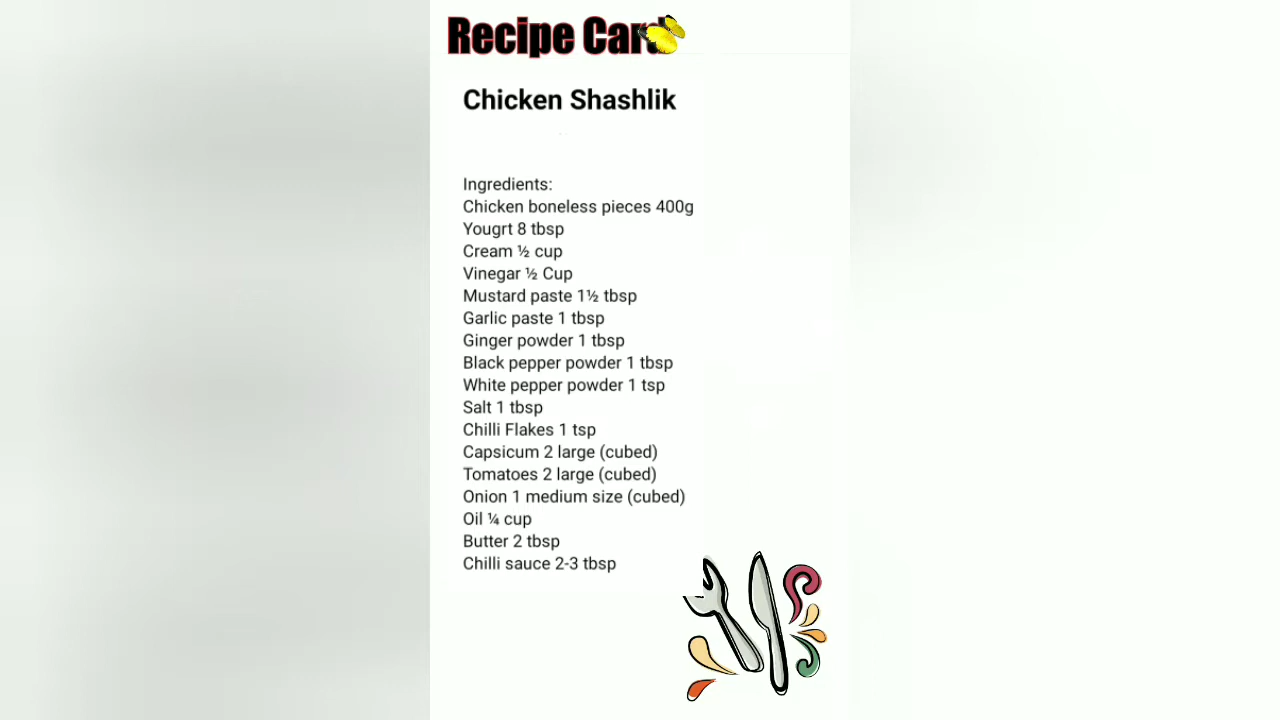 Recipe Card
Chicken Shashlik
Ingredients:
Chicken boneless pieces 400g
Yougrt 8 tbsp
Cream ½ cup
Vinegar ½ Cup
Mustard paste 1½ tbsp
Garlic paste 1 tbsp
Ginger powder 1 tbsp
Black pepper powder 1 tbsp
White pepper powder 1 tsp
Salt 1 tbsp
Chilli Flakes 1 tsp
Capsicum 2 large (cubed)
Tomatoes 2 large (cubed)
Onion 1 medium size (cubed)
Oil ¼ cup
Butter 2 tbsp
Chilli sauce 2-3 tbsp